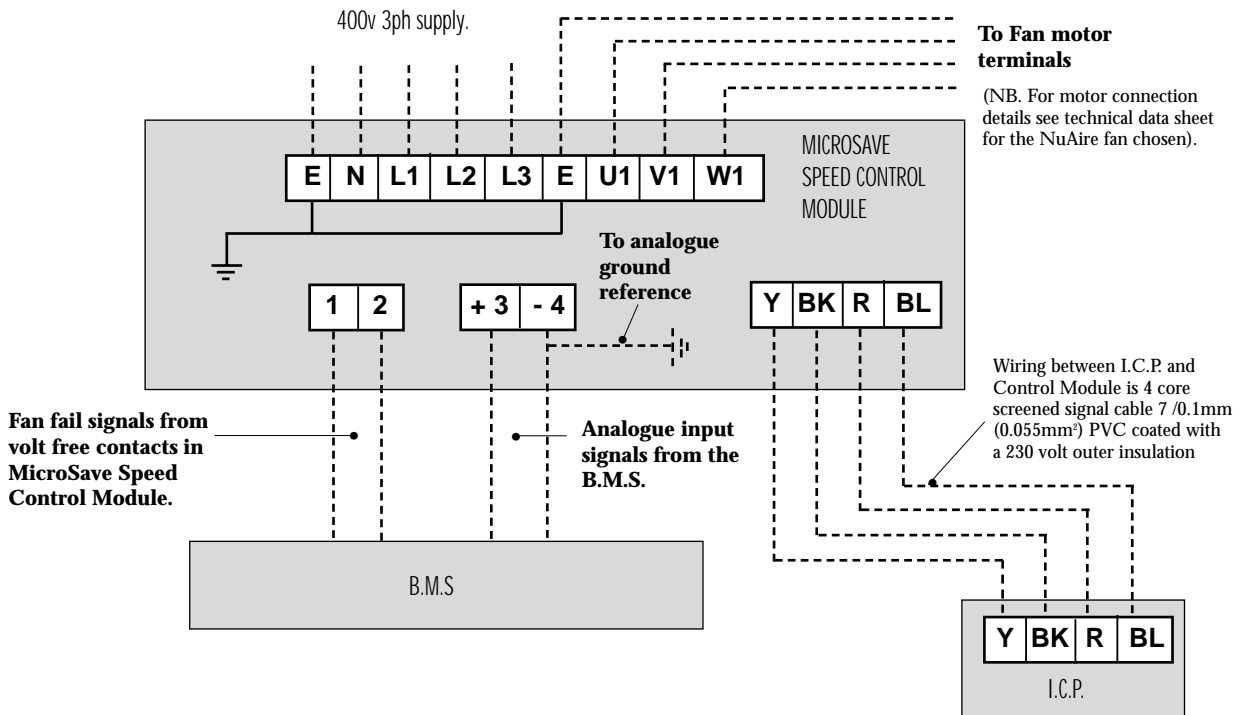 400v 3ph supply.
To Fan motor
terminals
(NB. For motor connection
details see technical data sheet
for the NuAire fan chosen).
MICROSAVE
SPEED CONTROL
MODULE
E N L1 L2 L3 E U1 V1 W1
To analogue
ground
reference
1 2
+ 3 - 4
Y BK R BL
Wiring between I.C.P. and
Control Module is 4 core
screened signal cable 7 /0.1mm
(0.055mm²) PVC coated with
a 230 volt outer insulation
Fan fail signals from
volt free contacts in
MicroSave Speed
Control Module.
Analogue input
signals from the
B.M.S.
B.M.S
Y BK R BL
I.C.P.